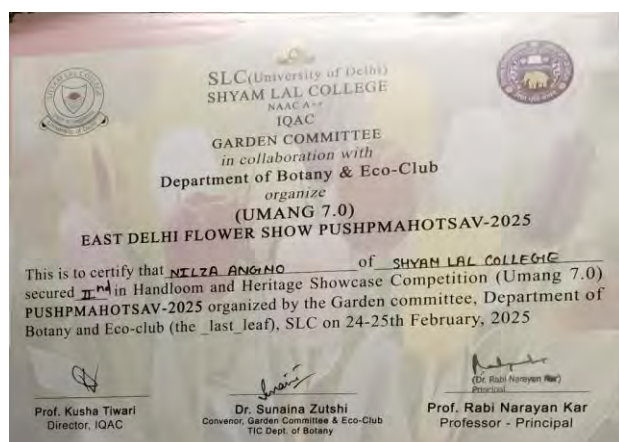 SLC(University of Delhi)
SHYAM LAL COLLEGE
NAAC A++
IQAC
GARDEN COMMITTEE
in collaboration with
Department of Botany & Eco-Club
organize
(UMANG 7.0)
EAST DELHI FLOWER SHOW PUSHPMAHOTSAV-2025
This is to certify that NILZA ANGMO of SHYAM LAL COLLEGE
secured IInd in Handloom and Heritage Showcase Competition (Umang 7.0)
PUSHPMAHOTSAV-2025 organized by the Garden committee, Department of
Botany and Eco-club (the_last_leaf), SLC on 24-25th February, 2025
(Dr. Rabi Narayan Kar)
Principal
Prof. Kusha Tiwari
Director, IQAC
Dr. Sunaina Zutshi
Convenor, Garden Committee & Eco-Club
TIC Dept. of Botany
Prof. Rabi Narayan Kar
Professor - Principal